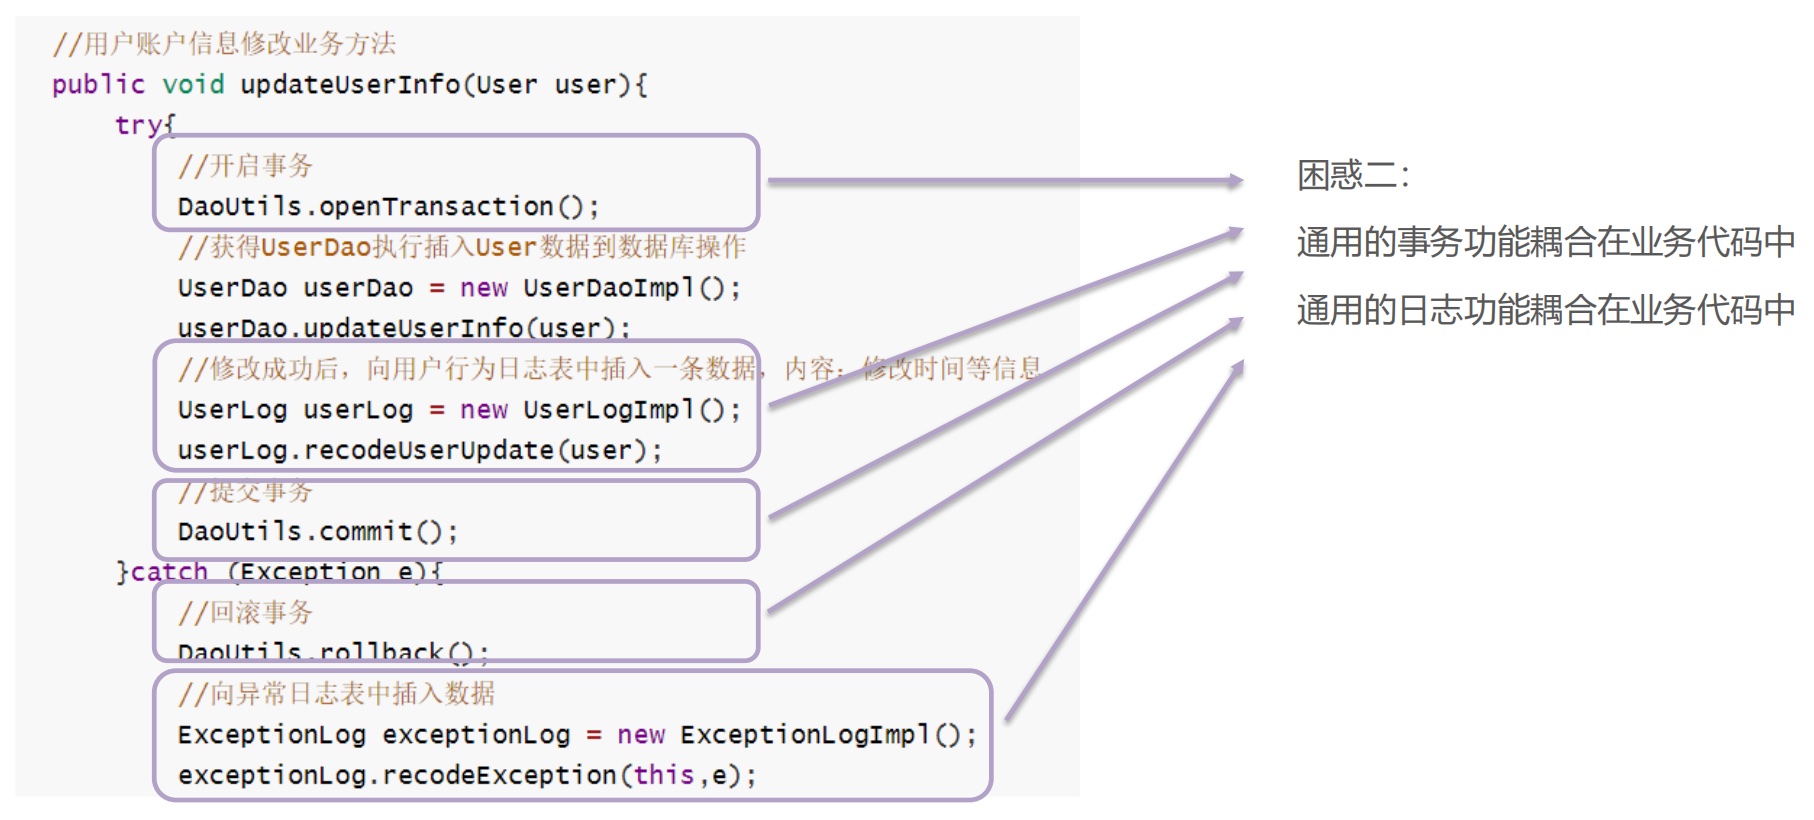 //用户账户信息修改业务方法
public void updateUserInfo(User user){
try{
//开启事务
DaoUtils.openTransaction();
//获得UserDao执行插入User数据到数据库操作
UserDao userDao = new UserDaoImpl();
userDao.updateUserInfo(user);
//修改成功后，向用户行为日志表中插入一条数据，内容：修改时间等信息
UserLog userLog = new UserLogImpl();
userLog.recodeUserUpdate(user);
//提交事务
DaoUtils.commit();
}catch (Exception e){
//回滚事务
DaoUtils.rollback();
//向异常日志表中插入数据
ExceptionLog exceptionLog = new ExceptionLogImpl();
exceptionLog.recodeException(this,e);
困惑二：
通用的事务功能耦合在业务代码中
通用的日志功能耦合在业务代码中